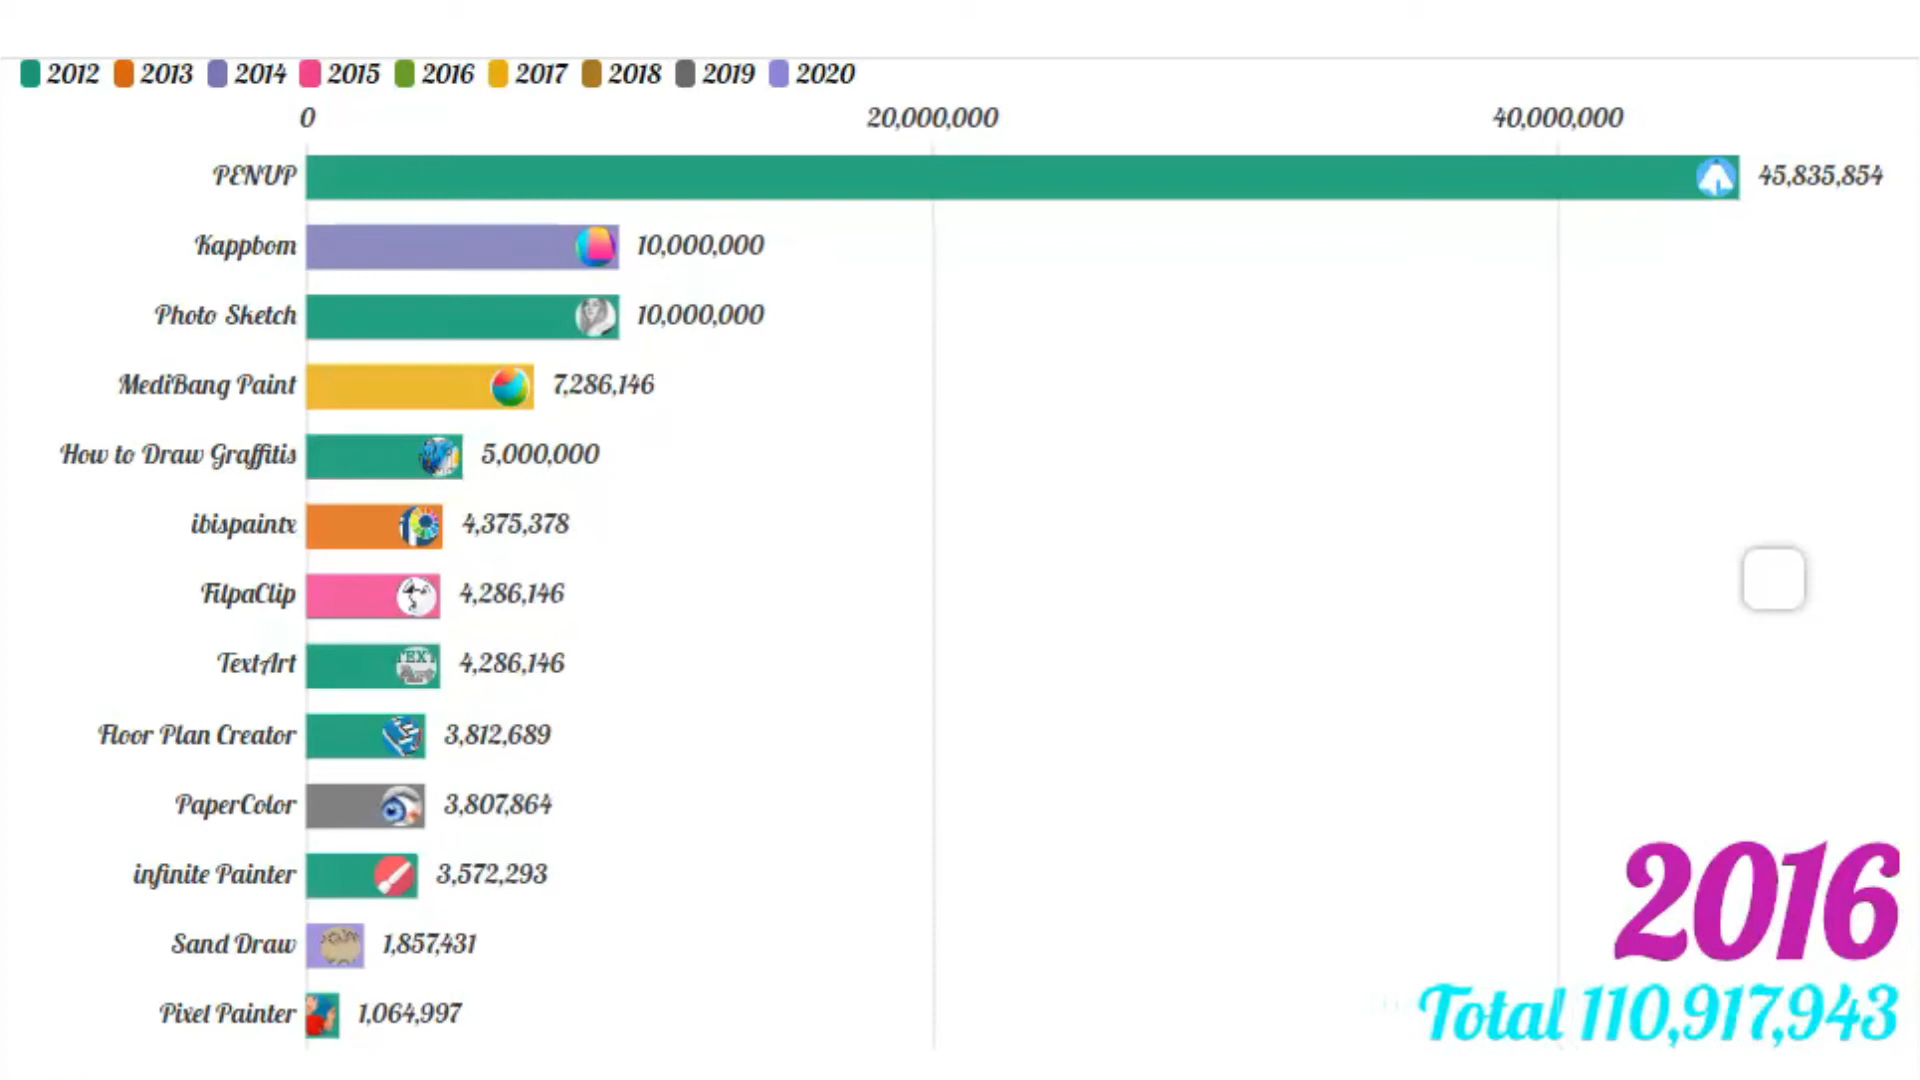 2012 2013 2014 2015 2016 2017 2018 2019 2020
0 20,000,000 40,000,000
PENUP 45,835,854
Kappbom 10,000,000
Photo Sketch 10,000,000
MediBang Paint 7,286,146
How to Draw Graffitis 5,000,000
ibispaintx 4,375,378
FilpaClip 4,286,146
TextArt TEXT Art 4,286,146
Floor Plan Creator 3,812,689
PaperColor 3,807,864
infinite Painter 3,572,293
Sand Draw 1,857,431
Pixel Painter 1,064,997
2016
Total 110,917,943